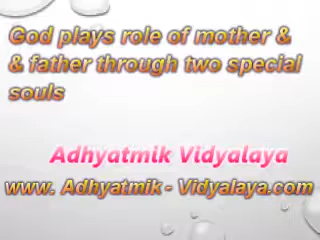 God plays role of mother &
& father through two special
souls
Adhyatmik Vidyalaya
www. Adhyatmik - Vidyalaya.com